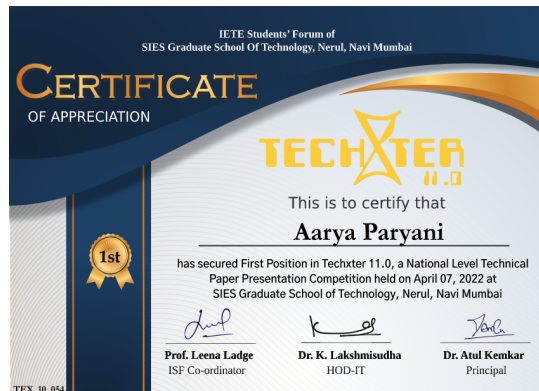 IETE Students' Forum of
SIES Graduate School Of Technology, Nerul, Navi Mumbai
CERTIFICATE
OF APPRECIATION
TECHXTER
11.0
This is to certify that
Aarya Paryani
1st
has secured First Position in Techxter 11.0, a National Level Technical
Paper Presentation Competition held on April 07, 2022 at
SIES Graduate School of Technology, Nerul, Navi Mumbai
Prof. Leena Ladge
ISF Co-ordinator
Dr. K. Lakshmisudha
HOD-IT
Dr. Atul Kemkar
Principal
TEX_10_054